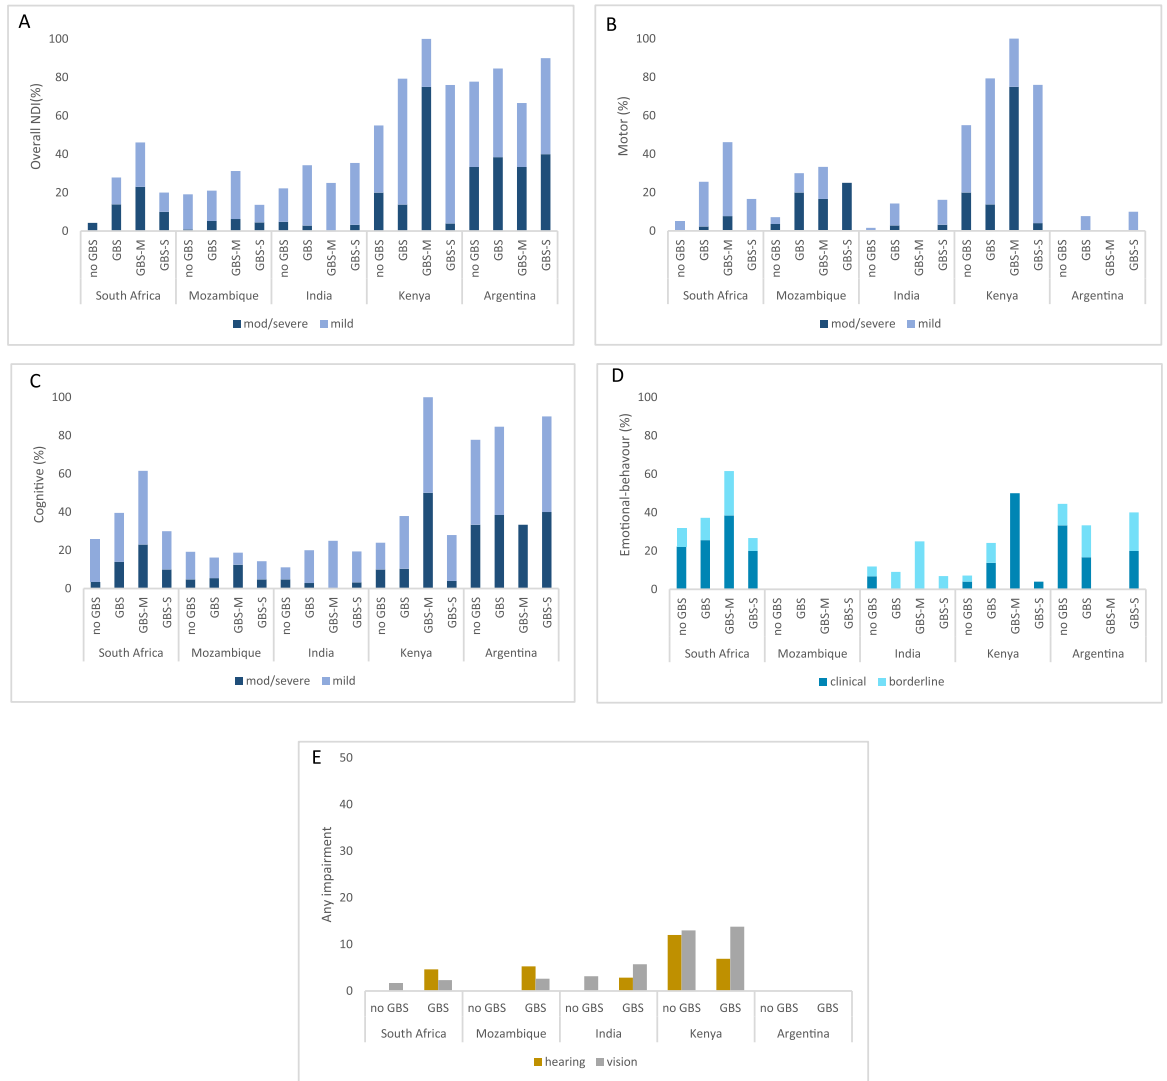 A
Overall NDI(%)
100
80
60
40
20
0
no GBS
GBS
GBS-M
GBS-S
no GBS
GBS
GBS-M
GBS-S
no GBS
GBS
GBS-M
GBS-S
no GBS
GBS
GBS-M
GBS-S
no GBS
GBS
GBS-M
GBS-S
South Africa Mozambique India Kenya Argentina
mod/severe mild
B
Motor (%)
100
80
60
40
20
0
no GBS
GBS
GBS-M
GBS-S
no GBS
GBS
GBS-M
GBS-S
no GBS
GBS
GBS-M
GBS-S
no GBS
GBS
GBS-M
GBS-S
no GBS
GBS
GBS-M
GBS-S
South Africa Mozambique India Kenya Argentina
mod/severe mild
C
Cognitive (%)
100
80
60
40
20
0
no GBS
GBS
GBS-M
GBS-S
no GBS
GBS
GBS-M
GBS-S
no GBS
GBS
GBS-M
GBS-S
no GBS
GBS
GBS-M
GBS-S
no GBS
GBS
GBS-M
GBS-S
South Africa Mozambique India Kenya Argentina
mod/severe mild
D
Emotional-behavour (%)
100
80
60
40
20
0
no GBS
GBS
GBS-M
GBS-S
no GBS
GBS
GBS-M
GBS-S
no GBS
GBS
GBS-M
GBS-S
no GBS
GBS
GBS-M
GBS-S
no GBS
GBS
GBS-M
GBS-S
South Africa Mozambique India Kenya Argentina
clinical borderline
E
Any impairment
50
40
30
20
10
0
no GBS GBS no GBS GBS no GBS GBS no GBS GBS no GBS GBS
South Africa Mozambique India Kenya Argentina
hearing vision